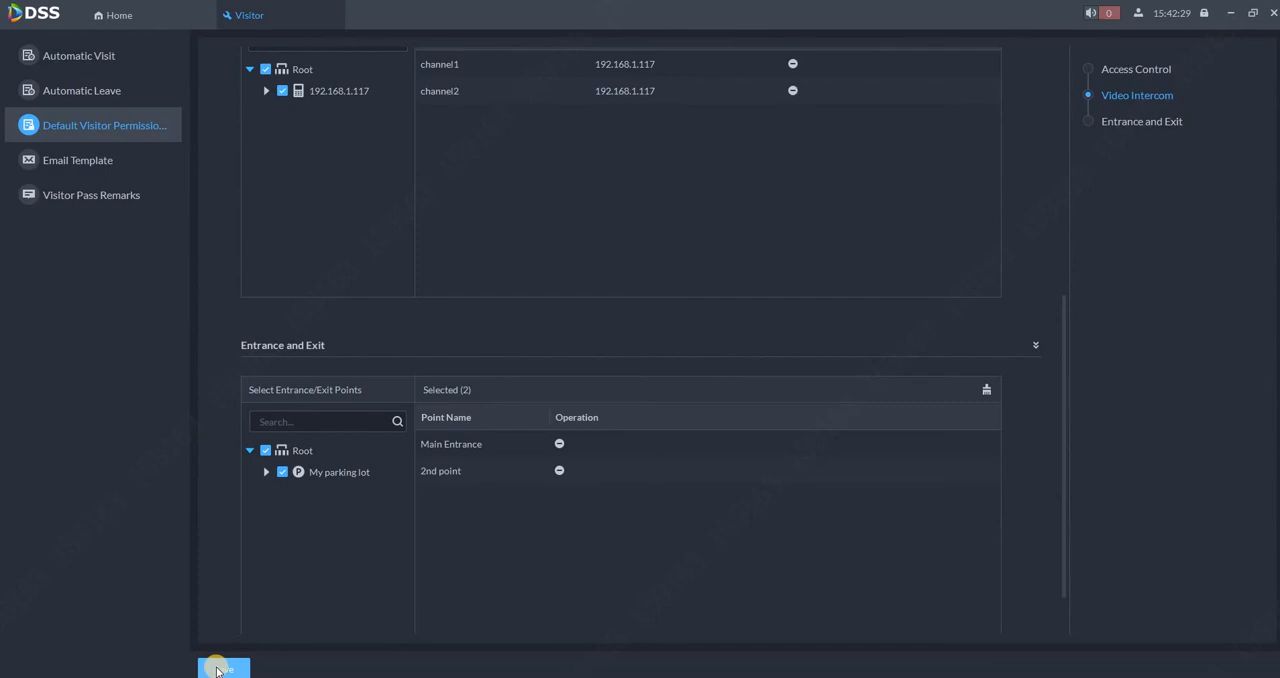 DSS
Home
Visitor
0
15:42:29
Automatic Visit
Automatic Leave
Default Visitor Permissio...
Email Template
Visitor Pass Remarks
Root
192.168.1.117
channel1 192.168.1.117
channel2 192.168.1.117
Access Control
Video Intercom
Entrance and Exit
Entrance and Exit
Select Entrance/Exit Points
Selected (2)
Search...
Point Name Operation
Root
My parking lot
P
Main Entrance
2nd point